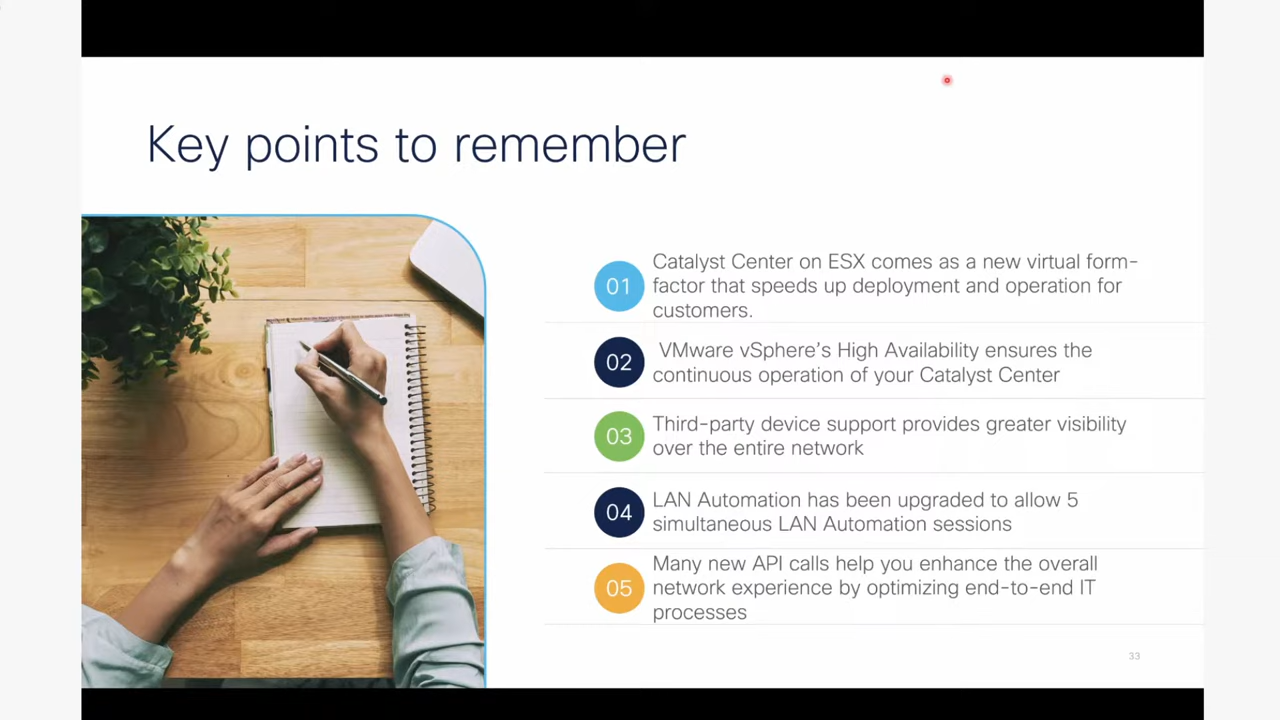 Key points to remember
01
Catalyst Center on ESX comes as a new virtual form-
factor that speeds up deployment and operation for
customers.
02
VMware vSphere’s High Availability ensures the
continuous operation of your Catalyst Center
03
Third-party device support provides greater visibility
over the entire network
04
LAN Automation has been upgraded to allow 5
simultaneous LAN Automation sessions
05
Many new API calls help you enhance the overall
network experience by optimizing end-to-end IT
processes
33